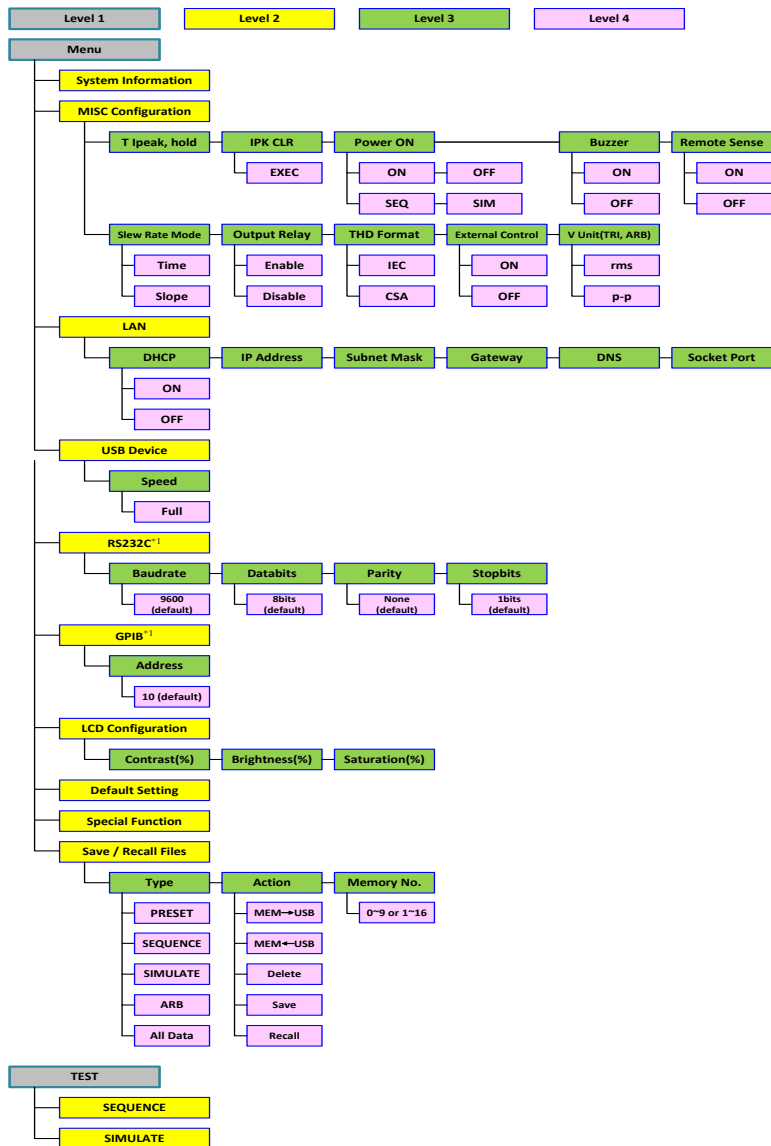 Level 1 Level 2 Level 3 Level 4
Menu
System Information
MISC Configuration
T Ipeak, hold IPK CLR Power ON Buzzer Remote Sense
EXEC ON OFF ON ON
SEQ SIM OFF OFF
Slew Rate Mode Output Relay THD Format External Control V Unit(TRI, ARB)
Time Enable IEC ON rms
Slope Disable CSA OFF p-p
LAN
DHCP IP Address Subnet Mask Gateway DNS Socket Port
ON
OFF
USB Device
Speed
Full
RS232C*1
Baudrate Databits Parity Stopbits
9600 8bits None 1bits
(default) (default) (default) (default)
GPIB*1
Address
10 (default)
LCD Configuration
Contrast(%) Brightness(%) Saturation(%)
Default Setting
Special Function
Save / Recall Files
Type Action Memory No.
PRESET MEM→USB 0~9 or 1~16
SEQUENCE MEM←USB
SIMULATE Delete
ARB Save
All Data Recall
TEST
SEQUENCE
SIMULATE